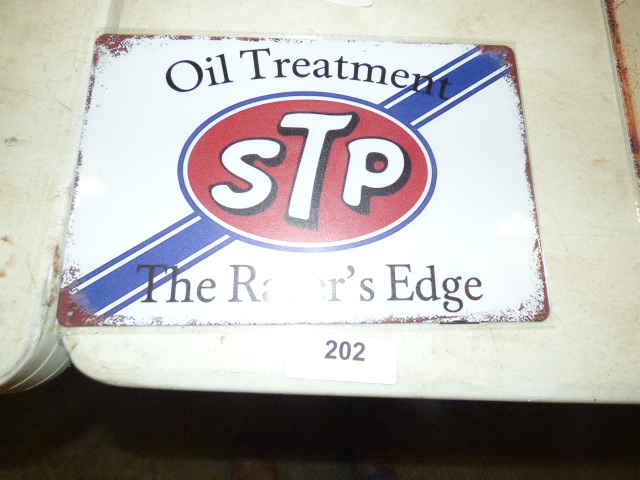 Oil Treatment
STP
The Racer's Edge
202